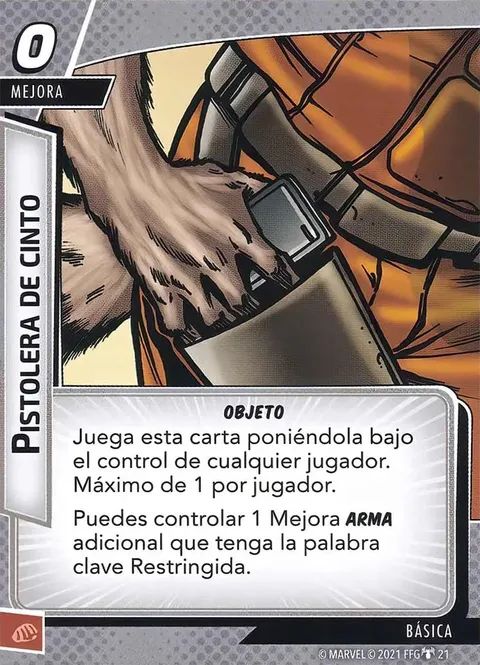 0
MEJORA
PISTOLERA DE CINTO
OBJETO
Juega esta carta poniéndola bajo
el control de cualquier jugador.
Máximo de 1 por jugador.
Puedes controlar 1 Mejora ARMA
adicional que tenga la palabra
clave Restringida.
BÁSICA
© MARVEL © 2021 FFG 21